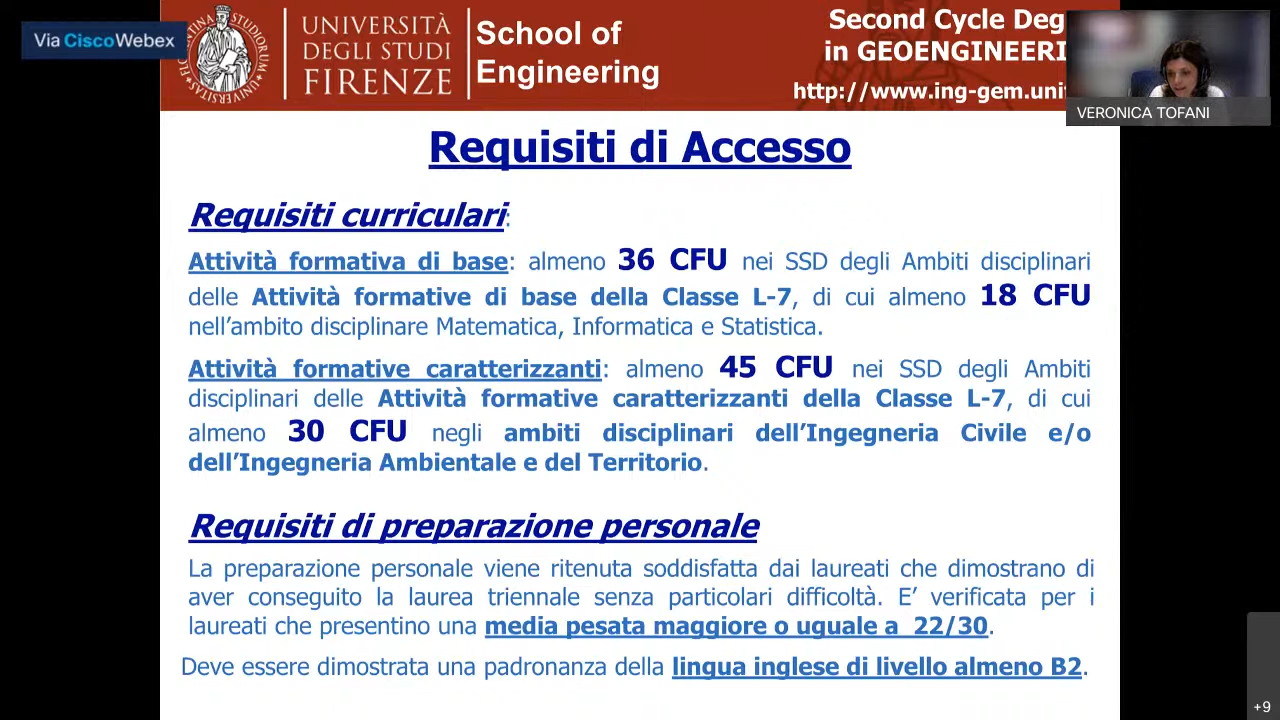 Via Cisco Webex
UNIVERSITÀ
DEGLI STUDI
FIRENZE
School of
Engineering
Second Cycle Deg
in GEOENGINEERI
http://www.ing-gem.uni
VERONICA TOFANI
Requisiti di Accesso
Requisiti curriculari:
Attività formativa di base: almeno 36 CFU nei SSD degli Ambiti disciplinari
delle Attività formative di base della Classe L-7, di cui almeno 18 CFU
nell’ambito disciplinare Matematica, Informatica e Statistica.
Attività formative caratterizzanti: almeno 45 CFU nei SSD degli Ambiti
disciplinari delle Attività formative caratterizzanti della Classe L-7, di cui
almeno 30 CFU negli ambiti disciplinari dell’Ingegneria Civile e/o
dell’Ingegneria Ambientale e del Territorio.
Requisiti di preparazione personale
La preparazione personale viene ritenuta soddisfatta dai laureati che dimostrano di
aver conseguito la laurea triennale senza particolari difficoltà. E’ verificata per i
laureati che presentino una media pesata maggiore o uguale a 22/30.
Deve essere dimostrata una padronanza della lingua inglese di livello almeno B2.
+9